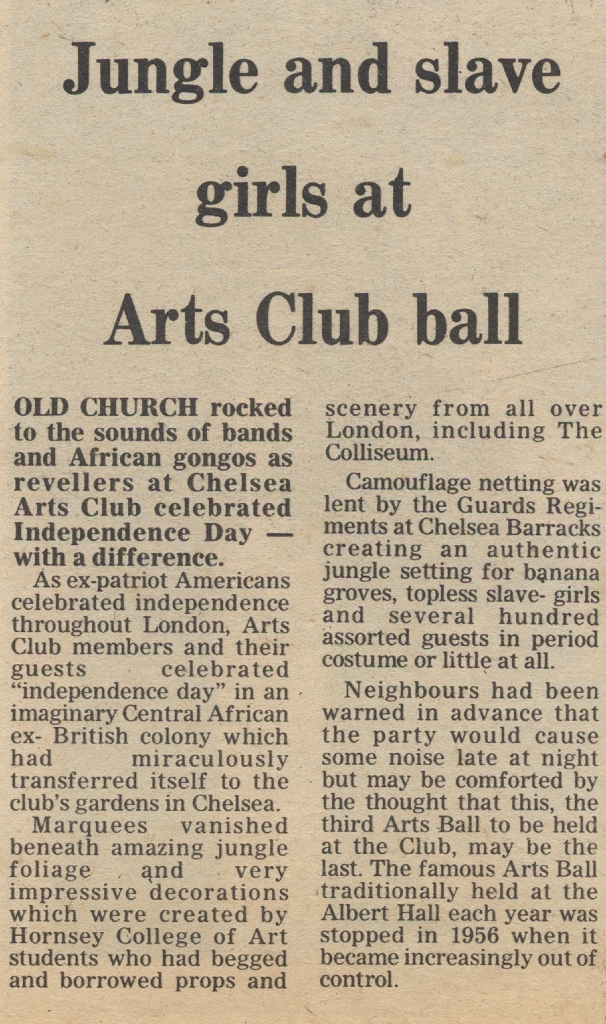 Jungle and slave
girls at
Arts Club ball
OLD CHURCH rocked
to the sounds of bands
and African gongos as
revellers at Chelsea
Arts Club celebrated
Independence Day —
with a difference.
As ex-patriot Americans
celebrated independence
throughout London, Arts
Club members and their
guests celebrated
"independence day" in an
imaginary Central African
ex- British colony which
had miraculously
transferred itself to the
club's gardens in Chelsea.
Marquees vanished
beneath amazing jungle
foliage and very
impressive decorations
which were created by
Hornsey College of Art
students who had begged
and borrowed props and
scenery from all over
London, including The
Colliseum.
Camouflage netting was
lent by the Guards Regi-
ments at Chelsea Barracks
creating an authentic
jungle setting for banana
groves, topless slave- girls
and several hundred
assorted guests in period
costume or little at all.
Neighbours had been
warned in advance that
the party would cause
some noise late at night
but may be comforted by
the thought that this, the
third Arts Ball to be held
at the Club, may be the
last. The famous Arts Ball
traditionally held at the
Albert Hall each year was
stopped in 1956 when it
became increasingly out of
control.